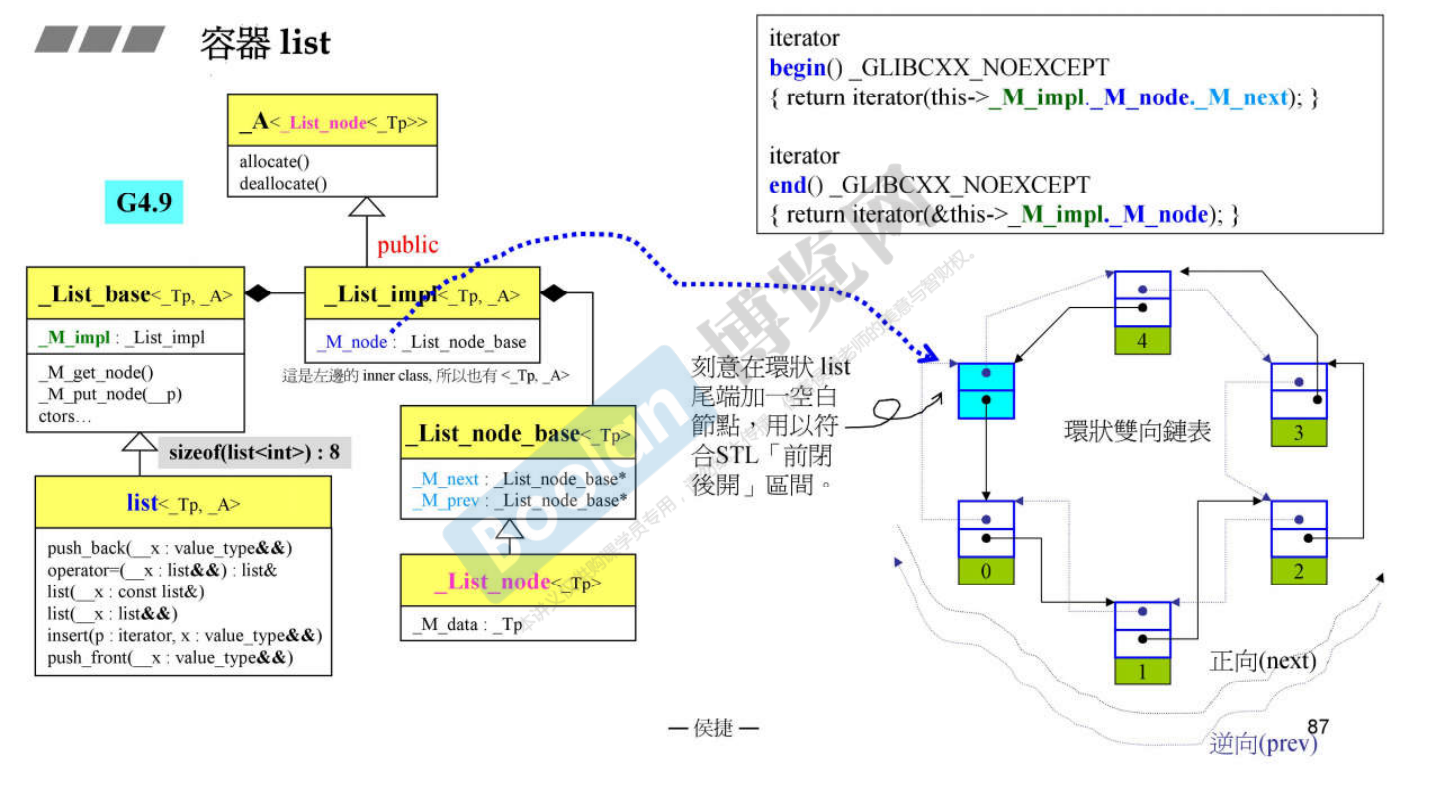 容器 list
iterator
begin() _GLIBCXX_NOEXCEPT
{ return iterator(this->_M_impl._M_node._M_next); }
iterator
end() _GLIBCXX_NOEXCEPT
{ return iterator(&this->_M_impl._M_node); }
_A<_List_node<_Tp>>
allocate()
deallocate()
G4.9
public
_List_base<_Tp, _A>
_M_impl : _List_impl
_M_get_node()
_M_put_node(__p)
ctors…
_List_impl<_Tp, _A>
_M_node : _List_node_base
這是左邊的 inner class, 所以也有 <_Tp, _A>
sizeof(list<int>) : 8
list<_Tp, _A>
push_back(__x : value_type&&)
operator=(__x : list&&) : list&
list(__x : const list&)
list(__x : list&&)
insert(p : iterator, x : value_type&&)
push_front(__x : value_type&&)
_List_node_base<_Tp>
_M_next : _List_node_base*
_M_prev : _List_node_base*
_List_node<_Tp>
_M_data : _Tp
刻意在環狀 list
尾端加一空白
節點，用以符
合STL「前閉
後開」區間。
4
3
環狀雙向鏈表
0
2
1
正向(next)
逆向(prev)
— 侯捷 —
87
Boolan
博览网